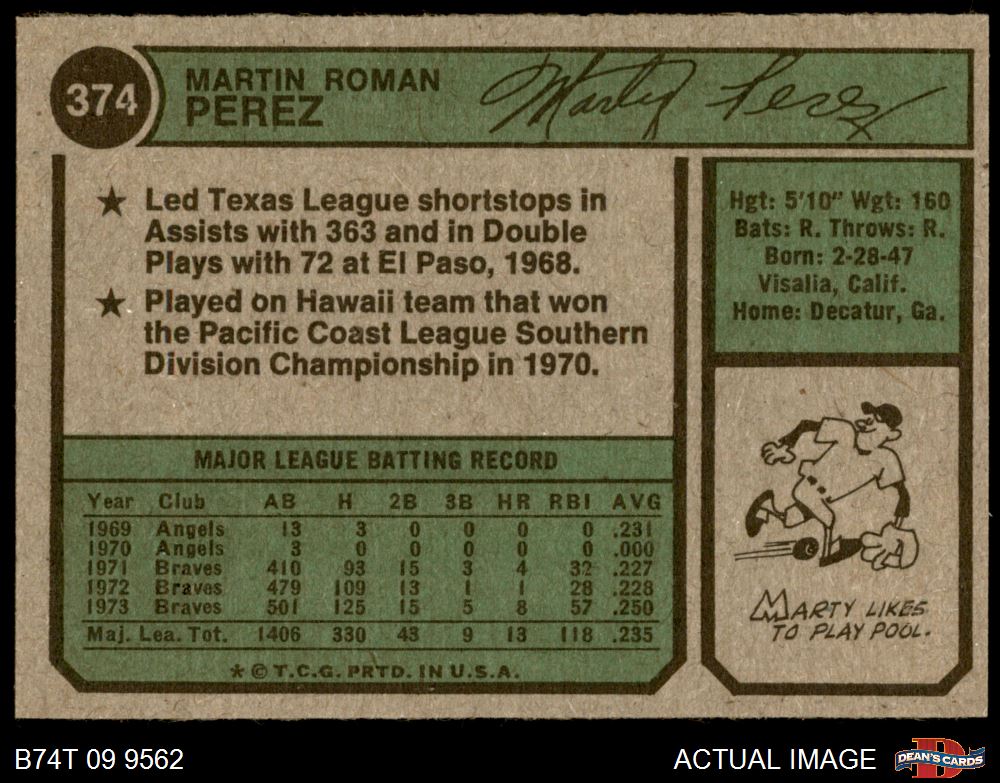 374
MARTIN ROMAN
PEREZ
Marty Perez
★ Led Texas League shortstops in
Assists with 363 and in Double
Plays with 72 at El Paso, 1968.
★ Played on Hawaii team that won
the Pacific Coast League Southern
Division Championship in 1970.
Hgt: 5'10" Wgt: 160
Bats: R. Throws: R.
Born: 2-28-47
Visalia, Calif.
Home: Decatur, Ga.
MAJOR LEAGUE BATTING RECORD
Year Club AB H 2B 3B HR RBI AVG
1969 Angels 13 3 0 0 0 0 .231
1970 Angels 3 0 0 0 0 0 .000
1971 Braves 410 93 15 3 4 32 .227
1972 Braves 479 109 13 1 1 28 .228
1973 Braves 501 125 15 5 8 57 .250
Maj. Lea. Tot. 1406 330 43 9 13 118 .235
* © T.C.G. PRTD. IN U.S.A.
MARTY LIKES
TO PLAY POOL.
B74T 09 9562
ACTUAL IMAGE
D
DEAN'S CARDS